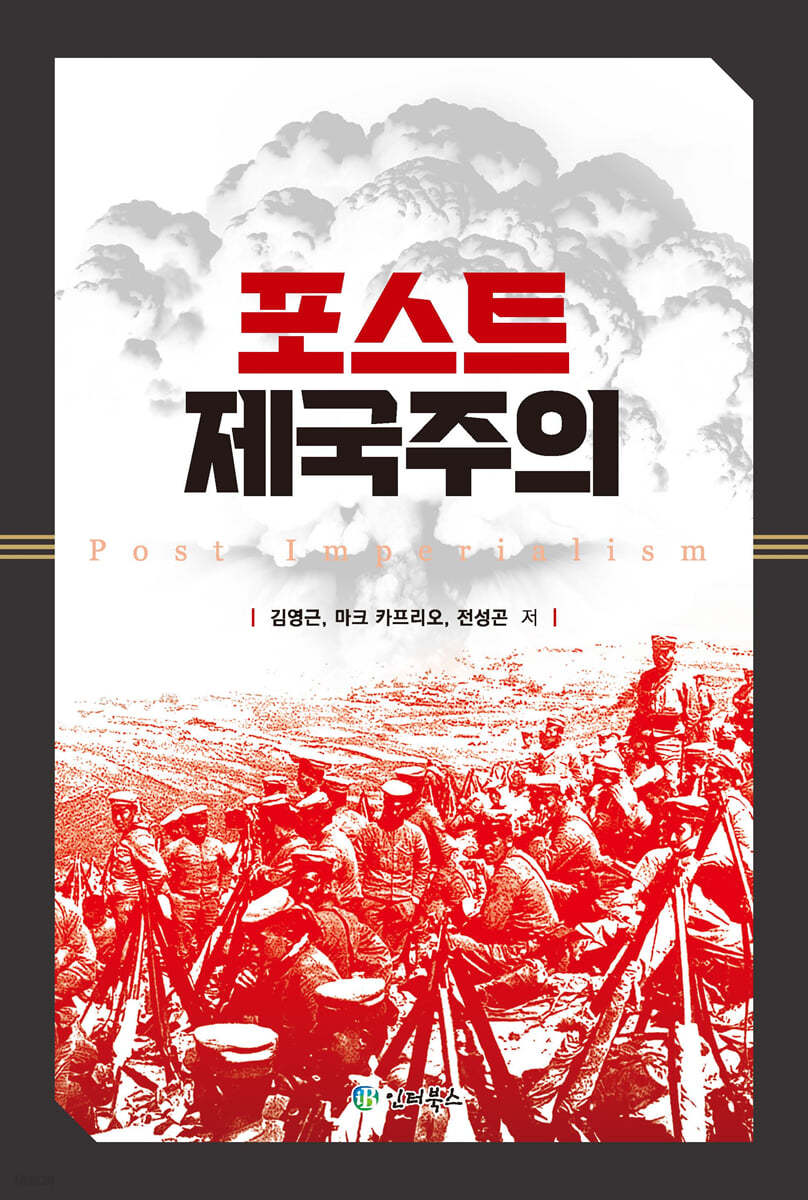 포스트
제국주의
Post Imperialism
김영근, 마크 카프리오, 전성곤 저
인터북스